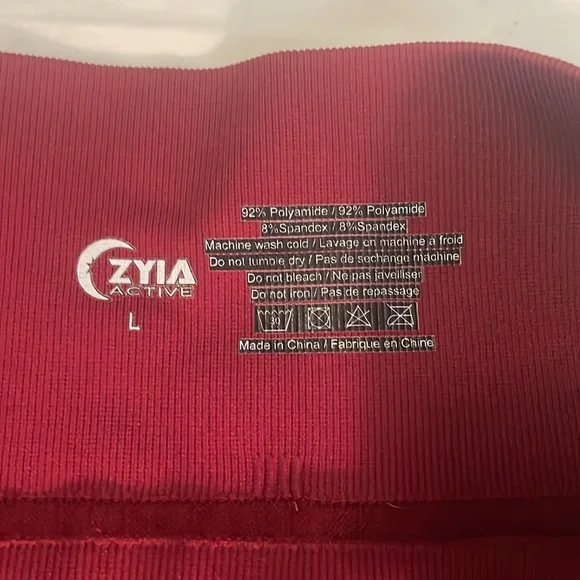 ZYIA
ACTIVE
L
92% Polyamide / 92% Polyamide
8%Spandex / 8%Spandex
Machine wash cold / Lavage en machine à froid
Do not tumble dry / Pas de sechange machine
Do not bleach / Ne pas javelliser
Do not iron / Pas de repassage
30
Made in China / Fabrique en Chine